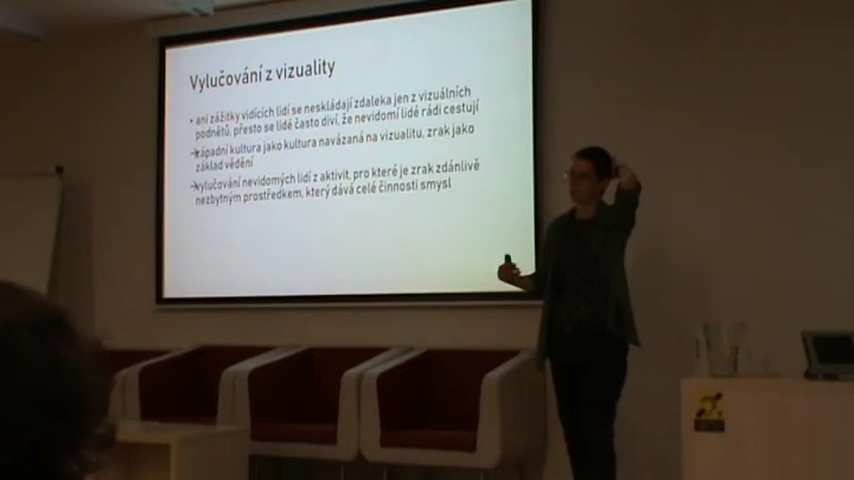 Vylučování z vizuality
• ani zážitky vidících lidí se neskládají zdaleka jen z vizuálních
podnětů, přesto se lidé často diví, že nevidomí lidé rádi cestují
→západní kultura jako kultura navázaná na vizualitu, zrak jako
základ vědění
→vylučování nevidomých lidí z aktivit, pro které je zrak zdánlivě
nezbytným prostředkem, který dává celé činnosti smysl